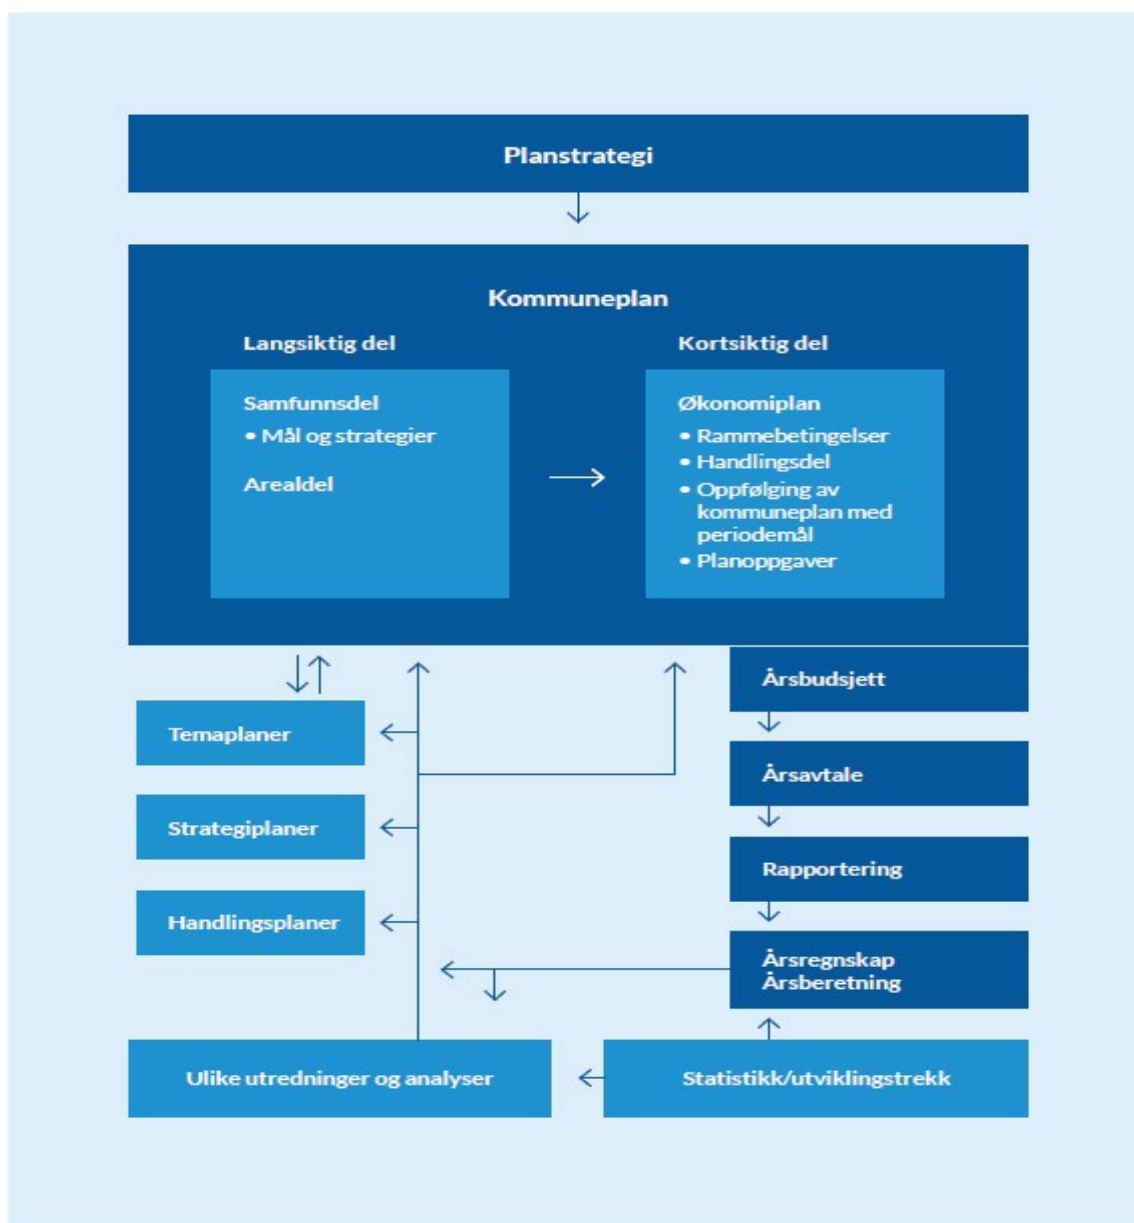 Planstrategi
Kommuneplan
Langsiktig del
Samfunnsdel
• Mål og strategier
Arealdel
Kortsiktig del
Økonomiplan
• Rammebetingelser
• Handlingsdel
• Oppfølging av
kommuneplan med
periodemål
• Planoppgaver
Temaplaner
Strategiplaner
Handlingsplaner
Årsbudsjett
Årsavtale
Rapportering
Årsregnskap
Årsberetning
Ulike utredninger og analyser
Statistikk/utviklingstrekk